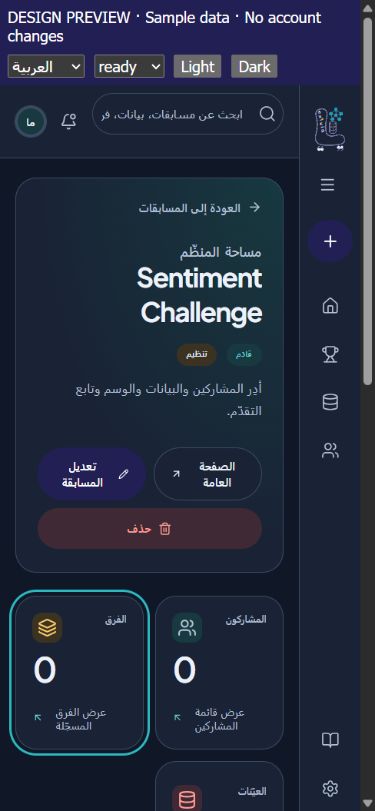 DESIGN PREVIEW · Sample data · No account
changes
العربية
ready
Light
Dark
ما
ابحث عن مسابقات، بيانات، فر
العودة إلى المسابقات
مساحة المنظّم
Sentiment
Challenge
قادم
تنظيم
أدِر المشاركين والبيانات والوسم وتابع
التقدّم.
الصفحة
العامة
تعديل
المسابقة
حذف
المشاركون
0
عرض قائمة
المشاركين
الفرق
0
عرض الفرق
المسجّلة
العيّنات